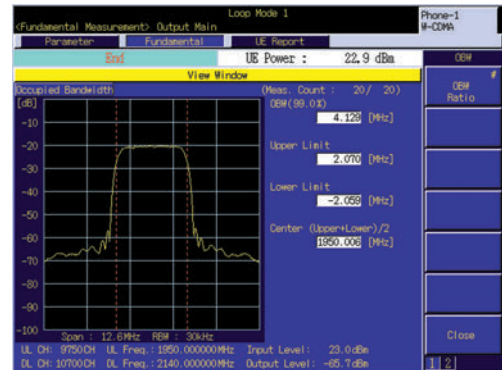 Loop Mode 1
<Fundamental Measurement> Output Main
Phone-1
W-CDMA
Parameter Fundamental UE Report
End UE Power : 22.9 dBm OBW
View Window
Occupied Bandwidth (Meas. Count : 20/ 20)
[dB]
OBW(99.0%)
4.128 [MHz]
Upper Limit
2.070 [MHz]
Lower Limit
-2.058 [MHz]
Center (Upper+Lower)/2
1950.006 [MHz]
-10
-20
-30
-40
-50
-60
-70
-80
-90
-100
Span : 12.6MHz RBW : 30kHz
UL CH: 9750CH UL Freq.: 1950.000000MHz Input Level: 23.0dBm
DL CH: 10700CH DL Freq.: 2140.000000MHz Output Level: -65.7dBm
#
OBW
Ratio
Close
1 2